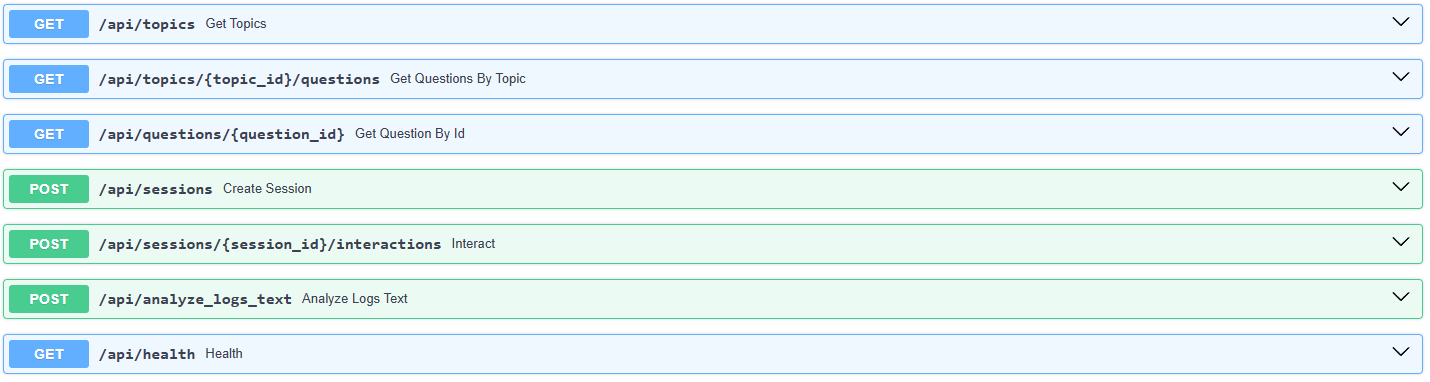 GET /api/topics Get Topics
GET /api/topics/{topic_id}/questions Get Questions By Topic
GET /api/questions/{question_id} Get Question By Id
POST /api/sessions Create Session
POST /api/sessions/{session_id}/interactions Interact
POST /api/analyze_logs_text Analyze Logs Text
GET /api/health Health